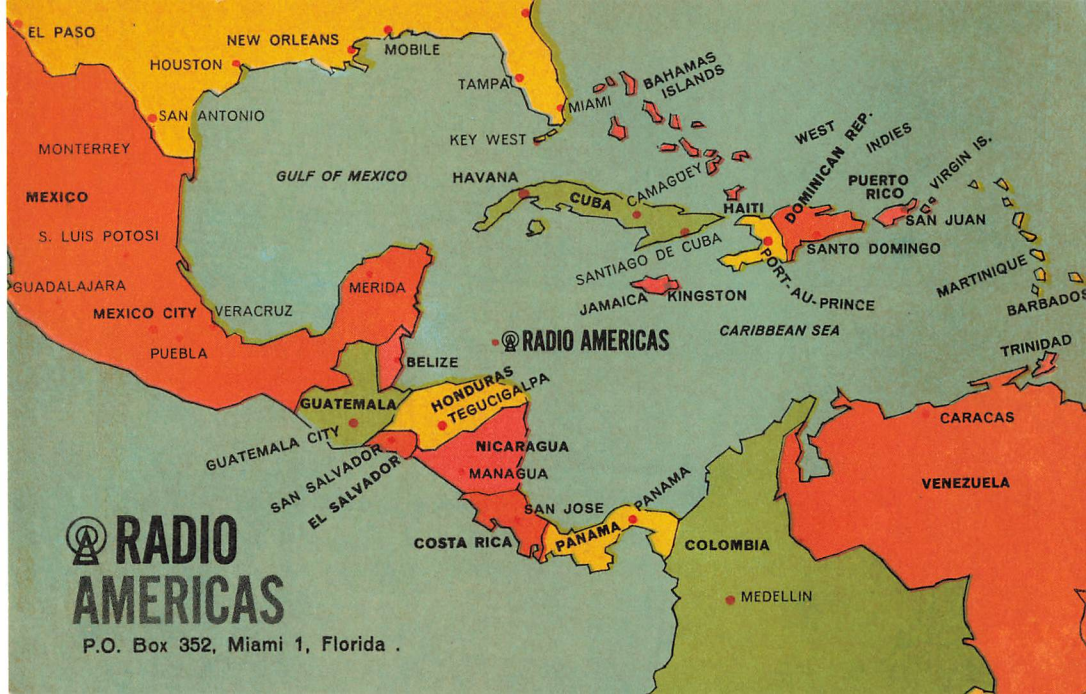 EL PASO
NEW ORLEANS
MOBILE
HOUSTON
TAMPA
BAHAMAS
ISLANDS
MIAMI
SAN ANTONIO
KEY WEST
WEST
INDIES
MONTERREY
GULF OF MEXICO
HAVANA
CAMAGÜEY
DOMINICAN REP.
PUERTO
RICO
VIRGIN IS.
MEXICO
CUBA
HAITI
SAN JUAN
S. LUIS POTOSI
SANTIAGO DE CUBA
SANTO DOMINGO
PORT-AU-PRINCE
GUADALAJARA
MERIDA
MARTINIQUE
JAMAICA
KINGSTON
BARBADOS
MEXICO CITY
VERACRUZ
CARIBBEAN SEA
RADIO AMERICAS
PUEBLA
BELIZE
TRINIDAD
HONDURAS
TEGUCIGALPA
GUATEMALA
CARACAS
GUATEMALA CITY
NICARAGUA
SAN SALVADOR
EL SALVADOR
MANAGUA
VENEZUELA
SAN JOSE
PANAMA
COSTA RICA
PANAMA
COLOMBIA
MEDELLIN
RADIO
AMERICAS
P.O. Box 352, Miami 1, Florida .